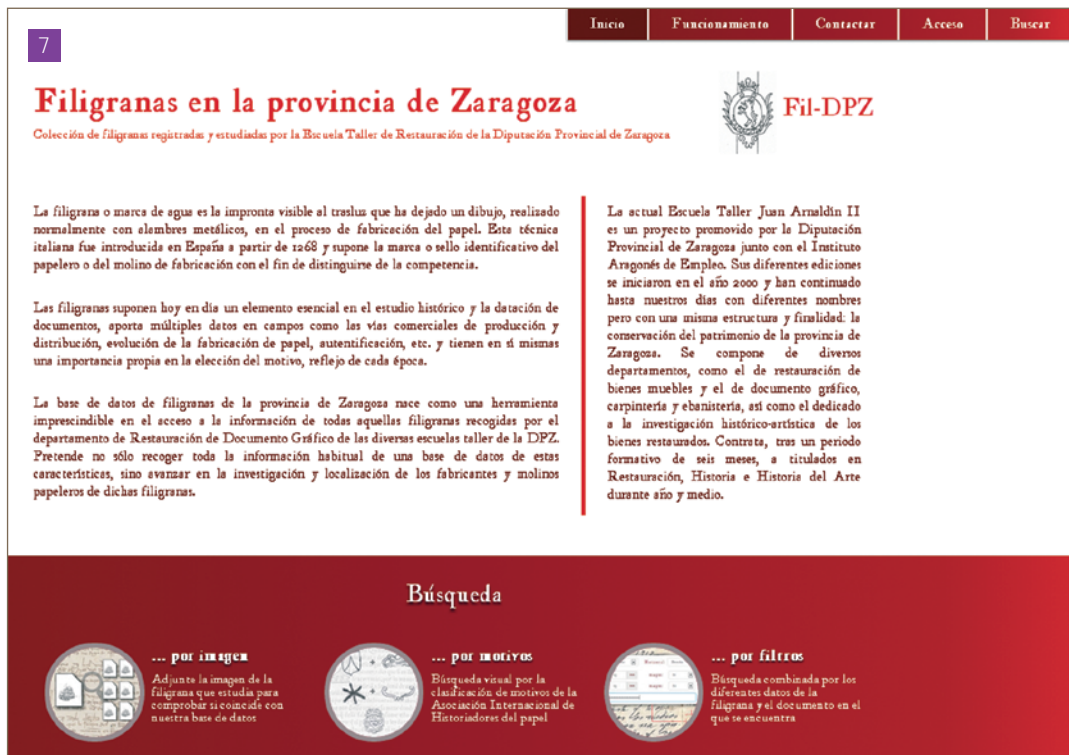 Inicio
Funcionamiento
Contactar
Acceso
Buscar
7
Filigranas en la provincia de Zaragoza
Colección de filigranas registradas y estudiadas por la Escuela Taller de Restauración de la Diputación Provincial de Zaragoza
Fil-DPZ
La filigrana o marca de agua es la impronta visible al trasluz que ha dejado un dibujo, realizado
normalmente con alambres metálicos, en el proceso de fabricación del papel. Esta técnica
italiana fue introducida en España a partir de 1268 y supone la marca o sello identificativo del
papelero o del molino de fabricación con el fin de distinguirse de la competencia.
Las filigranas suponen hoy en día un elemento esencial en el estudio histórico y la datación de
documentos, aporta múltiples datos en campos como las vías comerciales de producción y
distribución, evolución de la fabricación de papel, autentificación, etc. y tienen en sí mismas
una importancia propia en la elección del motivo, reflejo de cada época.
La base de datos de filigranas de la provincia de Zaragoza nace como una herramienta
imprescindible en el acceso a la información de todas aquellas filigranas recogidas por el
departamento de Restauración de Documento Gráfico de las diversas escuelas taller de la DPZ.
Pretende no sólo recoger toda la información habitual de una base de datos de estas
características, sino avanzar en la investigación y localización de los fabricantes y molinos
papeleros de dichas filigranas.
La actual Escuela Taller Juan Arnaldín II
es un proyecto promovido por la Diputación
Provincial de Zaragoza junto con el Instituto
Aragonés de Empleo. Sus diferentes ediciones
se iniciaron en el año 2000 y han continuado
hasta nuestros días con diferentes nombres
pero con una misma estructura y finalidad: la
conservación del patrimonio de la provincia de
Zaragoza. Se compone de diversos
departamentos, como el de restauración de
bienes muebles y el de documento gráfico,
carpintería y ebanistería, así como el dedicado
a la investigación histórico-artística de los
bienes restaurados. Contrata, tras un periodo
formativo de seis meses, a titulados en
Restauración, Historia e Historia del Arte
durante año y medio.
Búsqueda
... por imagen
Adjunte la imagen de la
filigrana que estudia para
comprobar si coincide con
nuestra base de datos
... por motivos
Búsqueda visual por la
clasificación de motivos de la
Asociación Internacional de
Historiadores del papel
... por filtros
Búsqueda combinada por los
diferentes datos de la
filigrana y el documento en el
que se encuentra